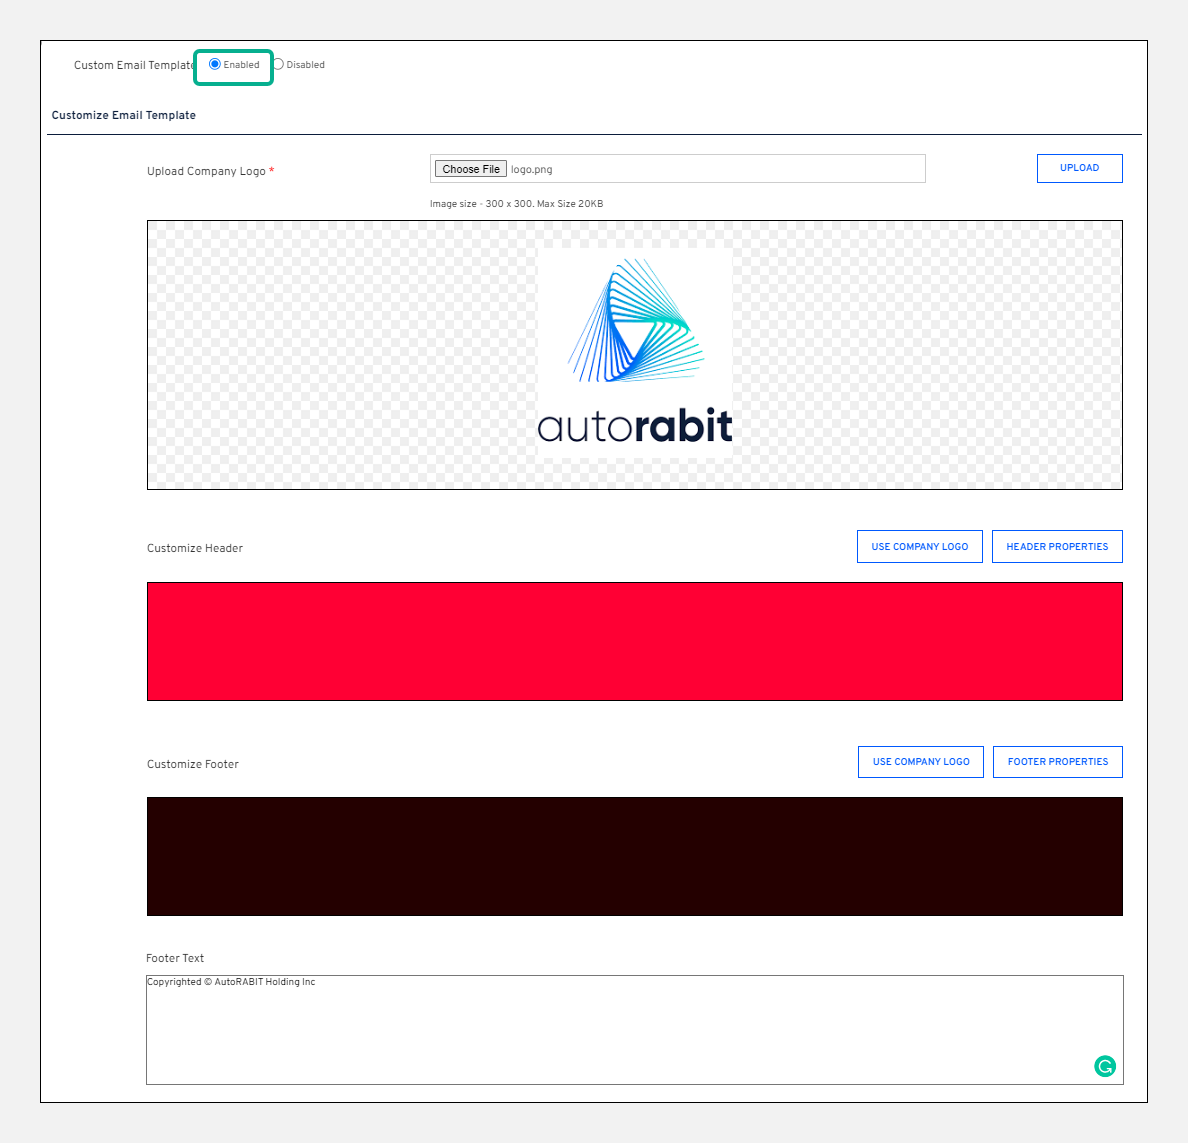 Custom Email Template Enabled Disabled
Customize Email Template
Upload Company Logo * Choose File logo.png UPLOAD
Image size - 300 x 300. Max Size 20KB
autorabit
Customize Header USE COMPANY LOGO HEADER PROPERTIES
Customize Footer USE COMPANY LOGO FOOTER PROPERTIES
Footer Text
Copyrighted © AutoRABIT Holding Inc